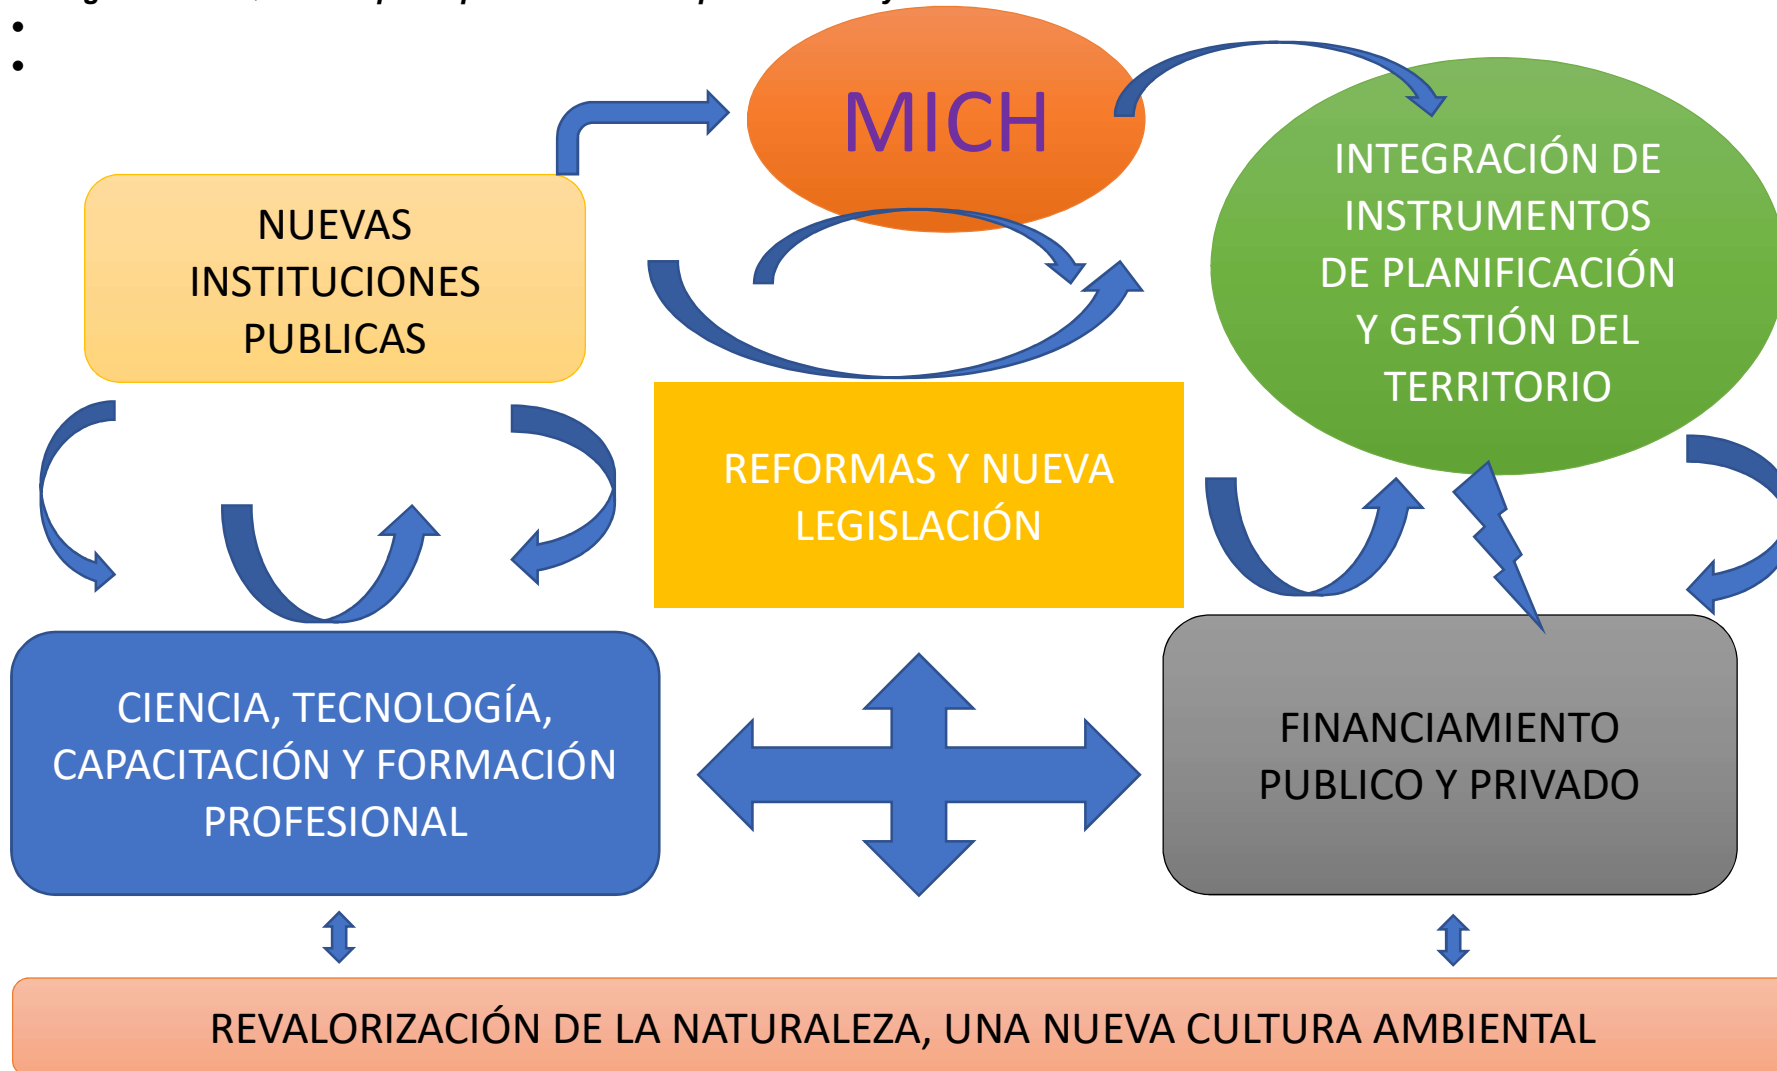 •
•
MICH
INTEGRACIÓN DE
INSTRUMENTOS
DE PLANIFICACIÓN
Y GESTIÓN DEL
TERRITORIO
NUEVAS
INSTITUCIONES
PUBLICAS
REFORMAS Y NUEVA
LEGISLACIÓN
CIENCIA, TECNOLOGÍA,
CAPACITACIÓN Y FORMACIÓN
PROFESIONAL
FINANCIAMIENTO
PUBLICO Y PRIVADO
REVALORIZACIÓN DE LA NATURALEZA, UNA NUEVA CULTURA AMBIENTAL